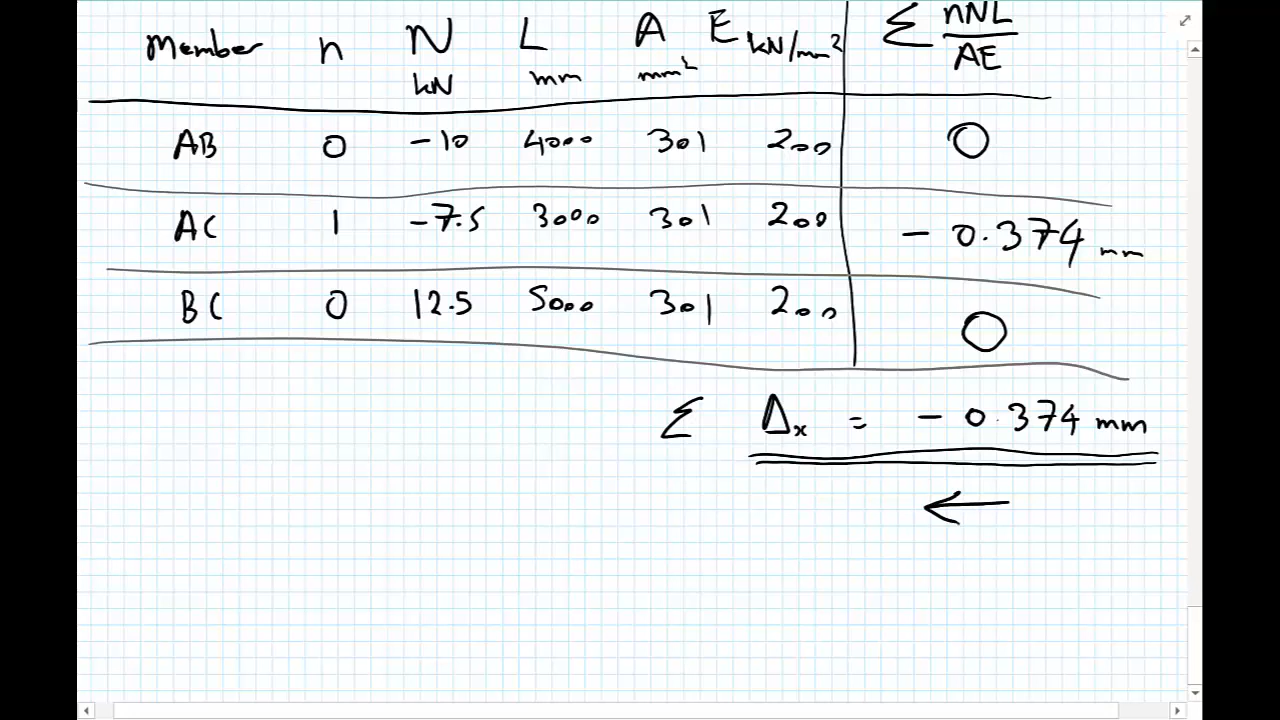 Member n N kN L mm A mm² E kN/mm² Σ nNL/AE
AB 0 -10 4000 301 200 0
AC 1 -7.5 3000 301 200 -0.374 mm
BC 0 12.5 5000 301 200 0
Σ Δx = -0.374 mm